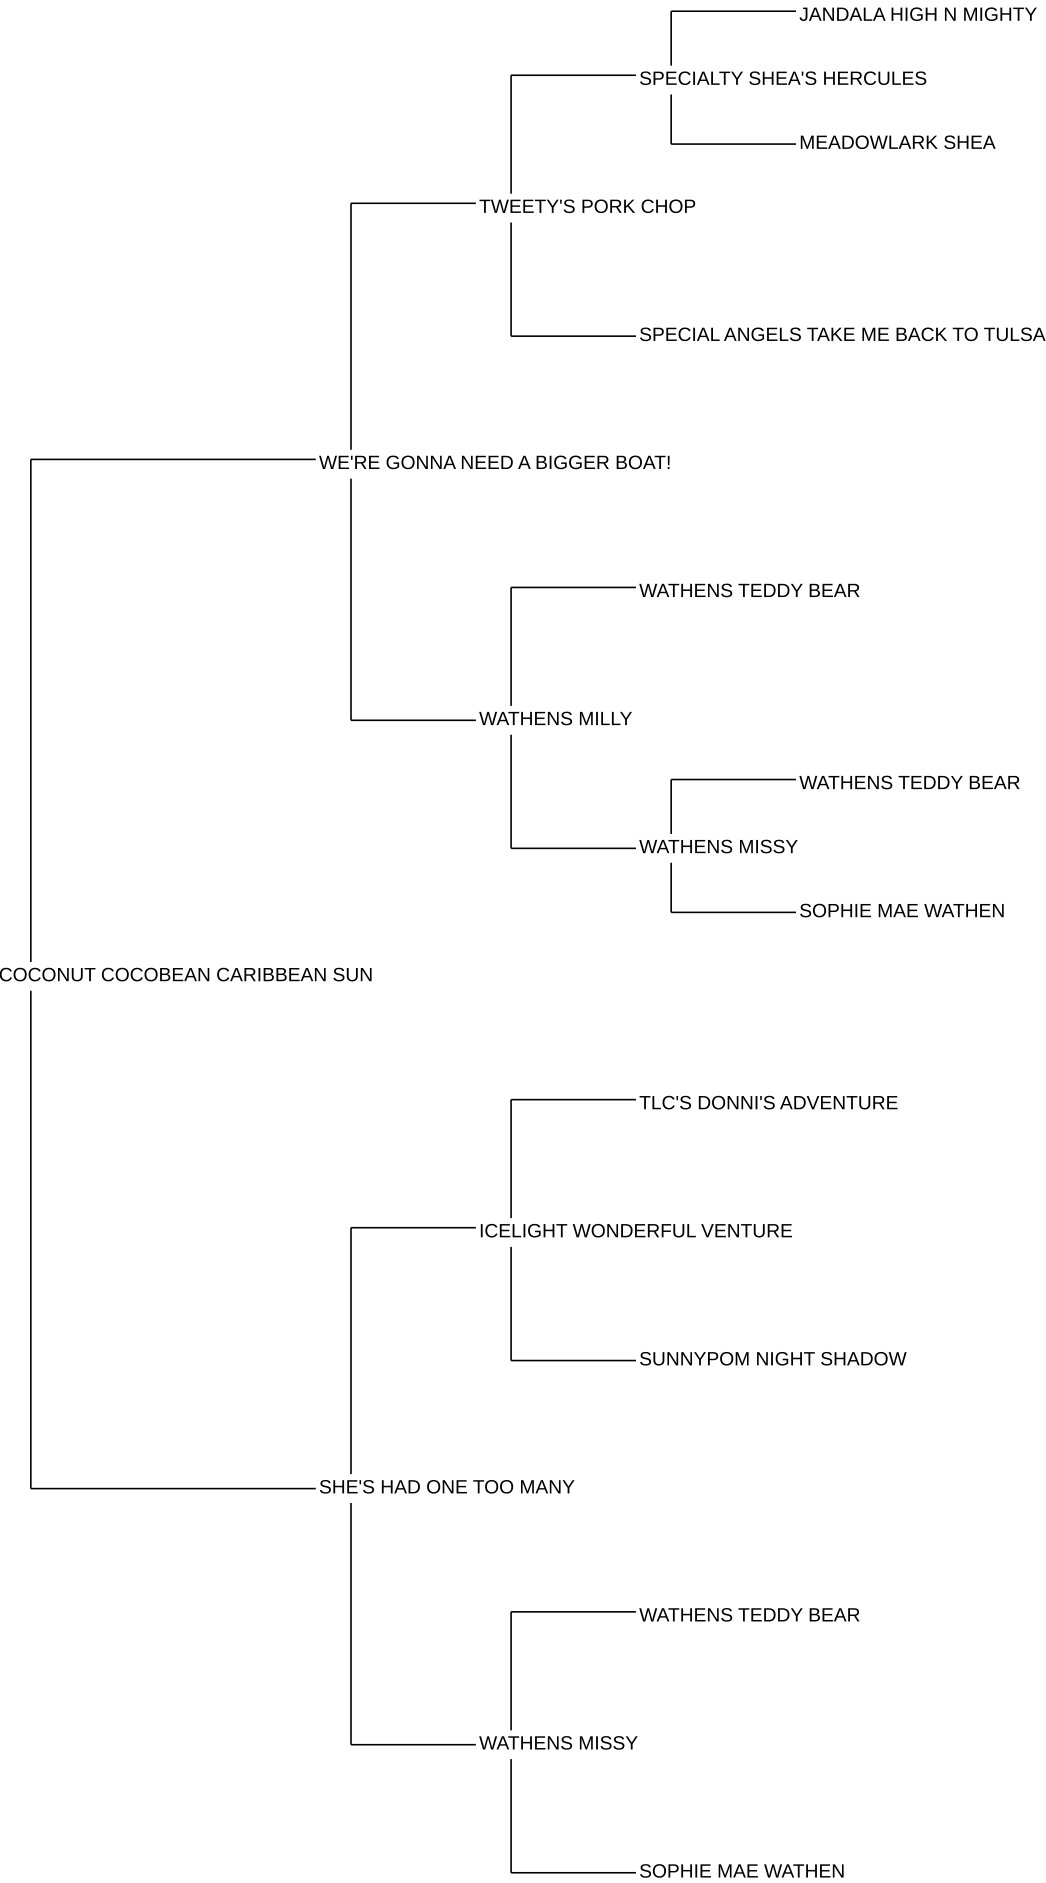 JANDALA HIGH N MIGHTY
SPECIALTY SHEA'S HERCULES
MEADOWLARK SHEA
TWEETY'S PORK CHOP
SPECIAL ANGELS TAKE ME BACK TO TULSA
WE'RE GONNA NEED A BIGGER BOAT!
WATHENS TEDDY BEAR
WATHENS MILLY
WATHENS TEDDY BEAR
WATHENS MISSY
SOPHIE MAE WATHEN
COCONUT COCOBEAN CARIBBEAN SUN
TLC'S DONNI'S ADVENTURE
ICELIGHT WONDERFUL VENTURE
SUNNYPOM NIGHT SHADOW
SHE'S HAD ONE TOO MANY
WATHENS TEDDY BEAR
WATHENS MISSY
SOPHIE MAE WATHEN